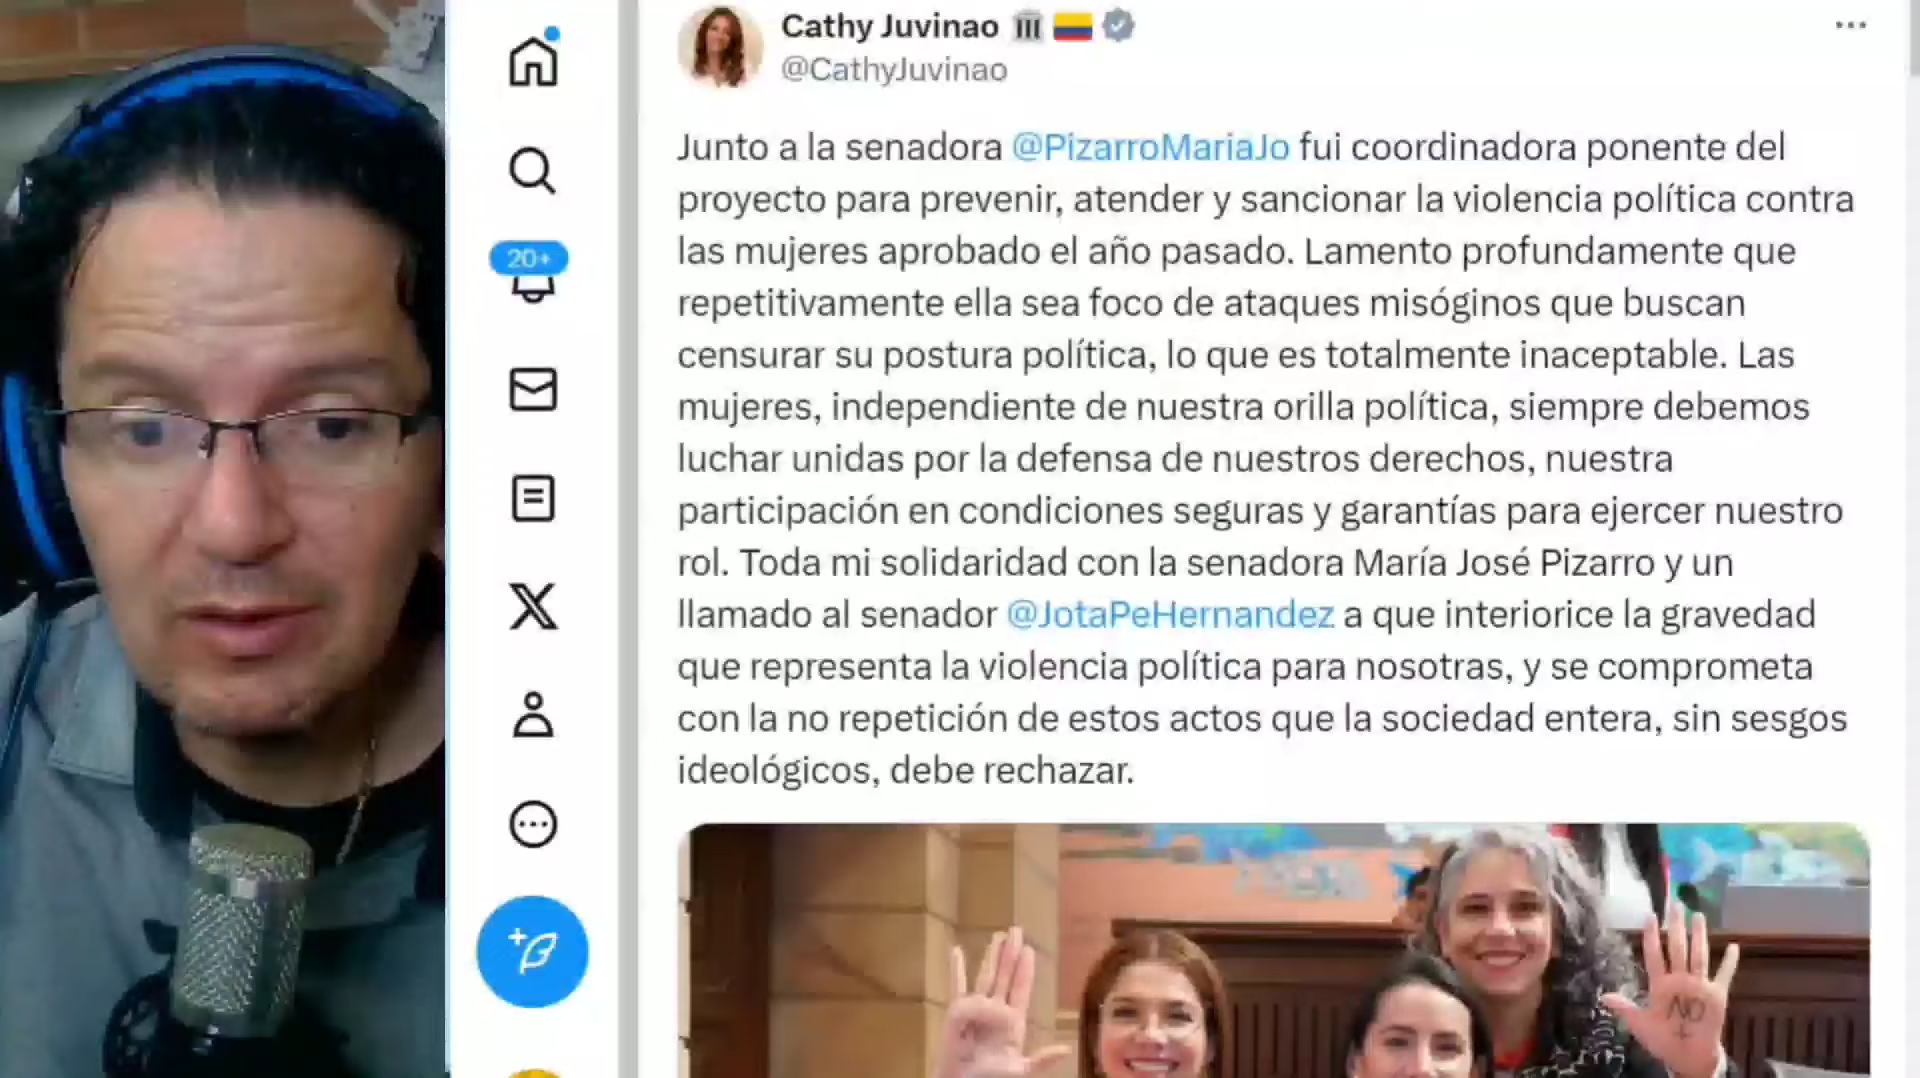 Cathy Juvinao
@CathyJuvinao
Junto a la senadora @PizarroMariaJo fui coordinadora ponente del
proyecto para prevenir, atender y sancionar la violencia política contra
las mujeres aprobado el año pasado. Lamento profundamente que
repetitivamente ella sea foco de ataques misóginos que buscan
censurar su postura política, lo que es totalmente inaceptable. Las
mujeres, independiente de nuestra orilla política, siempre debemos
luchar unidas por la defensa de nuestros derechos, nuestra
participación en condiciones seguras y garantías para ejercer nuestro
rol. Toda mi solidaridad con la senadora María José Pizarro y un
llamado al senador @JotaPeHernandez a que interiorice la gravedad
que representa la violencia política para nosotras, y se comprometa
con la no repetición de estos actos que la sociedad entera, sin sesgos
ideológicos, debe rechazar.
20+
NO